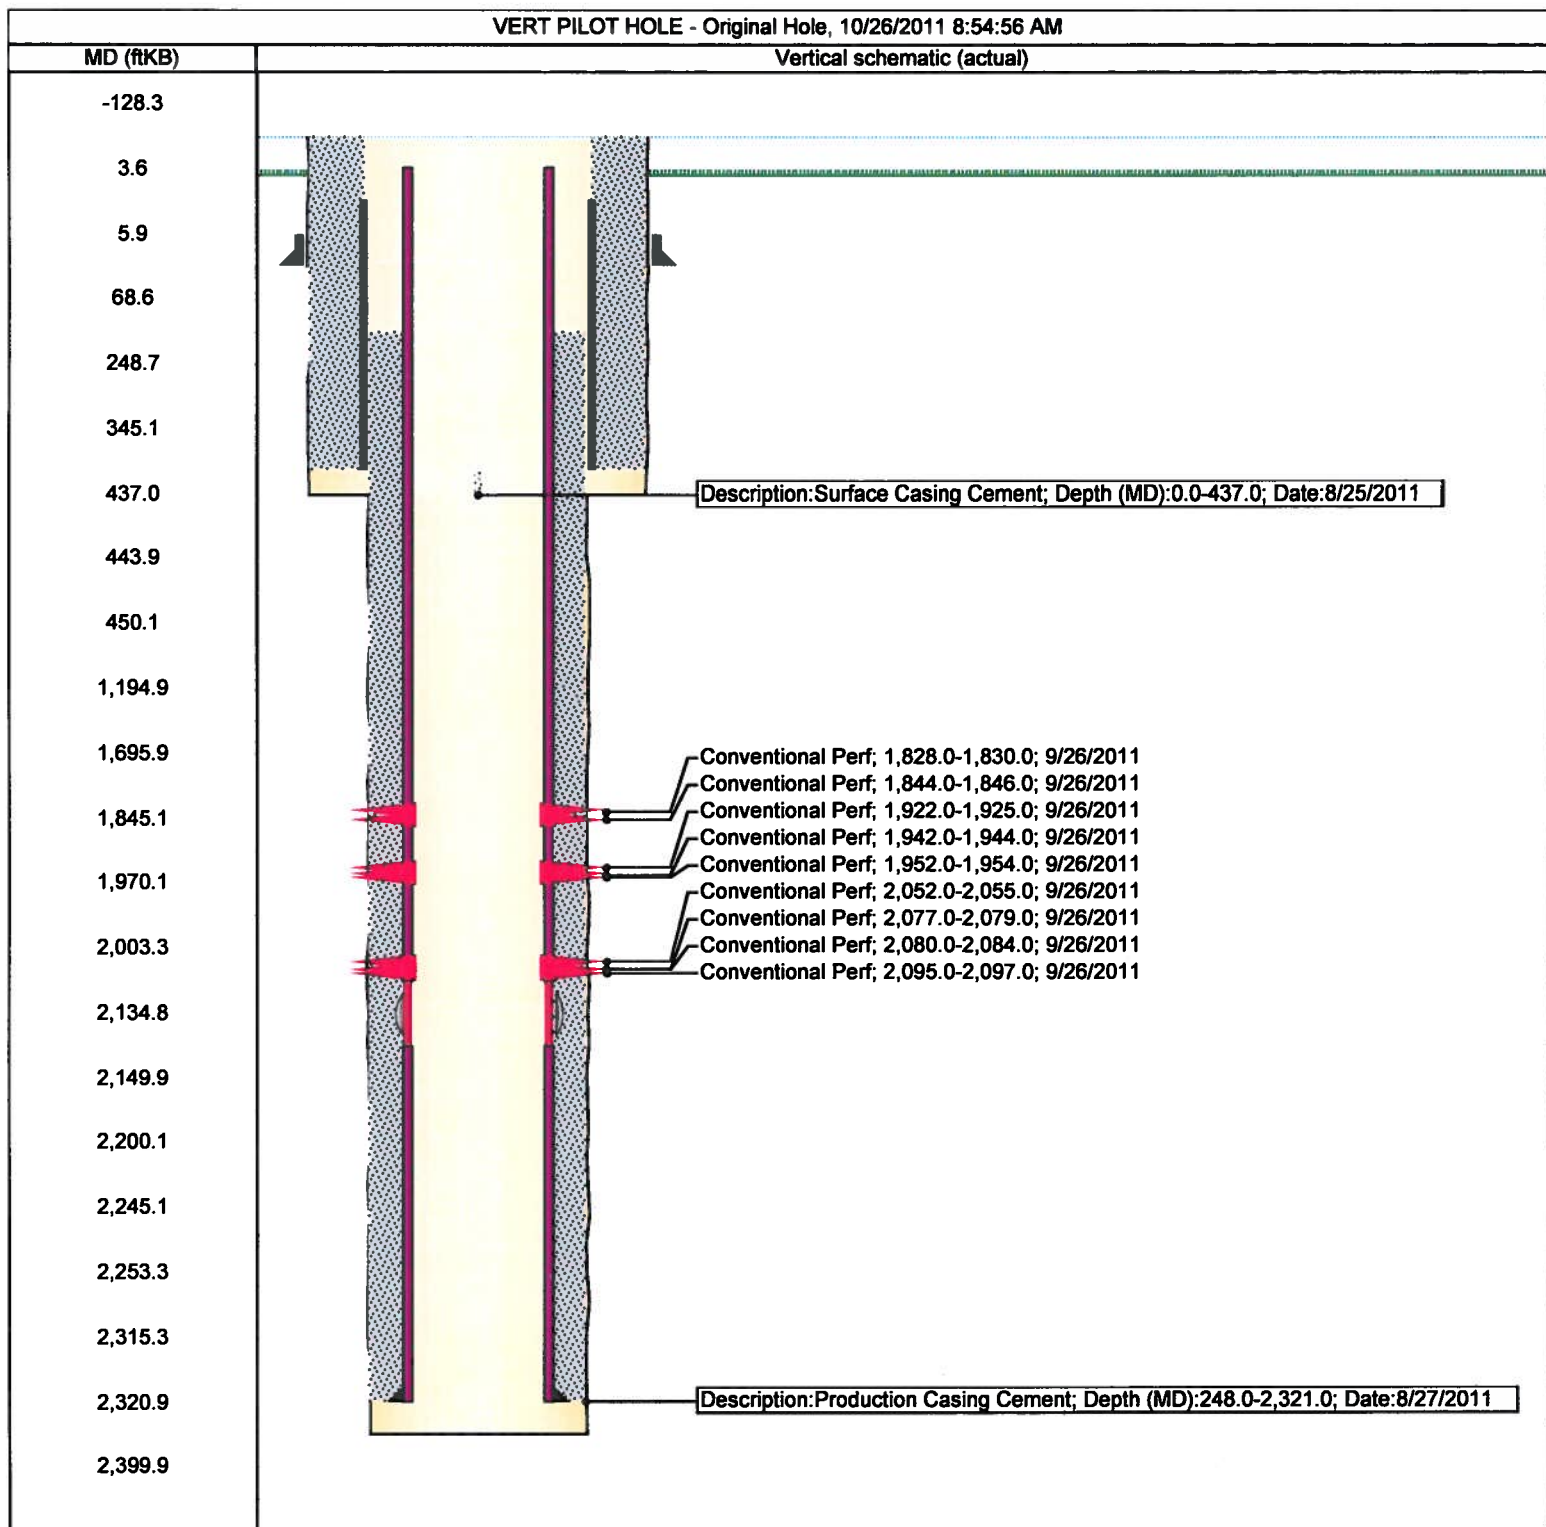 VERT PILOT HOLE - Original Hole, 10/26/2011 8:54:56 AM
MD (ftKB)
Vertical schematic (actual)
-128.3
3.6
5.9
68.6
248.7
345.1
437.0
Description:Surface Casing Cement; Depth (MD):0.0-437.0; Date:8/25/2011
443.9
450.1
1,194.9
1,695.9
Conventional Perf; 1,828.0-1,830.0; 9/26/2011
Conventional Perf; 1,844.0-1,846.0; 9/26/2011
Conventional Perf; 1,922.0-1,925.0; 9/26/2011
1,845.1
Conventional Perf; 1,942.0-1,944.0; 9/26/2011
Conventional Perf; 1,952.0-1,954.0; 9/26/2011
1,970.1
Conventional Perf; 2,052.0-2,055.0; 9/26/2011
Conventional Perf; 2,077.0-2,079.0; 9/26/2011
2,003.3
Conventional Perf; 2,080.0-2,084.0; 9/26/2011
Conventional Perf; 2,095.0-2,097.0; 9/26/2011
2,134.8
2,149.9
2,200.1
2,245.1
2,253.3
2,315.3
2,320.9
Description:Production Casing Cement; Depth (MD):248.0-2,321.0; Date:8/27/2011
2,399.9